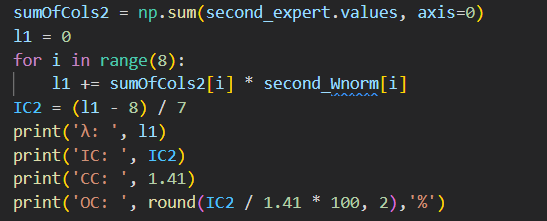 sumOfCols2 = np.sum(second_expert.values, axis=0)
l1 = 0
for i in range(8):
    l1 += sumOfCols2[i] * second_Wnorm[i]
IC2 = (l1 - 8) / 7
print('λ: ', l1)
print('IC: ', IC2)
print('CC: ', 1.41)
print('OC: ', round(IC2 / 1.41 * 100, 2),'%')